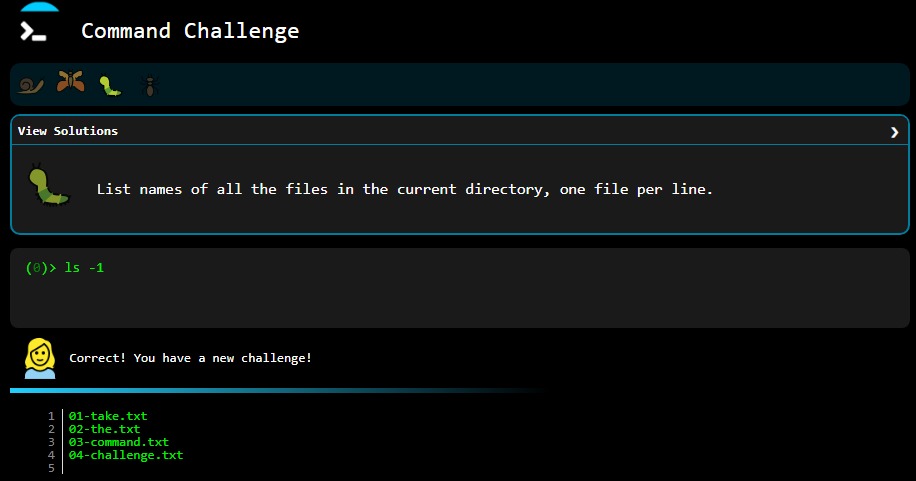 Command Challenge
View Solutions
List names of all the files in the current directory, one file per line.
(0)> ls -1
Correct! You have a new challenge!
1 01-take.txt
2 02-the.txt
3 03-command.txt
4 04-challenge.txt
5